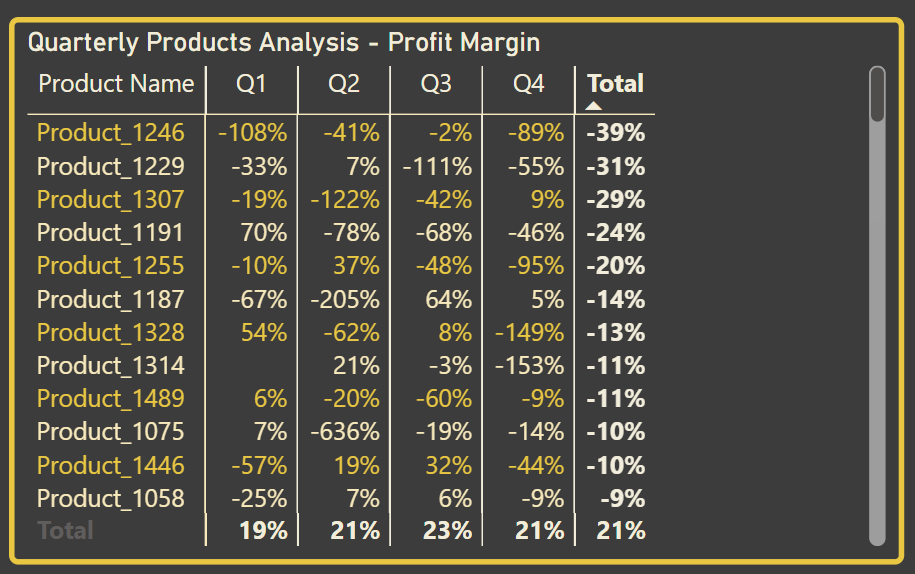 Quarterly Products Analysis - Profit Margin
Product Name Q1 Q2 Q3 Q4 Total
Product_1246 -108% -41% -2% -89% -39%
Product_1229 -33% 7% -111% -55% -31%
Product_1307 -19% -122% -42% 9% -29%
Product_1191 70% -78% -68% -46% -24%
Product_1255 -10% 37% -48% -95% -20%
Product_1187 -67% -205% 64% 5% -14%
Product_1328 54% -62% 8% -149% -13%
Product_1314 21% -3% -153% -11%
Product_1489 6% -20% -60% -9% -11%
Product_1075 7% -636% -19% -14% -10%
Product_1446 -57% 19% 32% -44% -10%
Product_1058 -25% 7% 6% -9% -9%
Total 19% 21% 23% 21% 21%